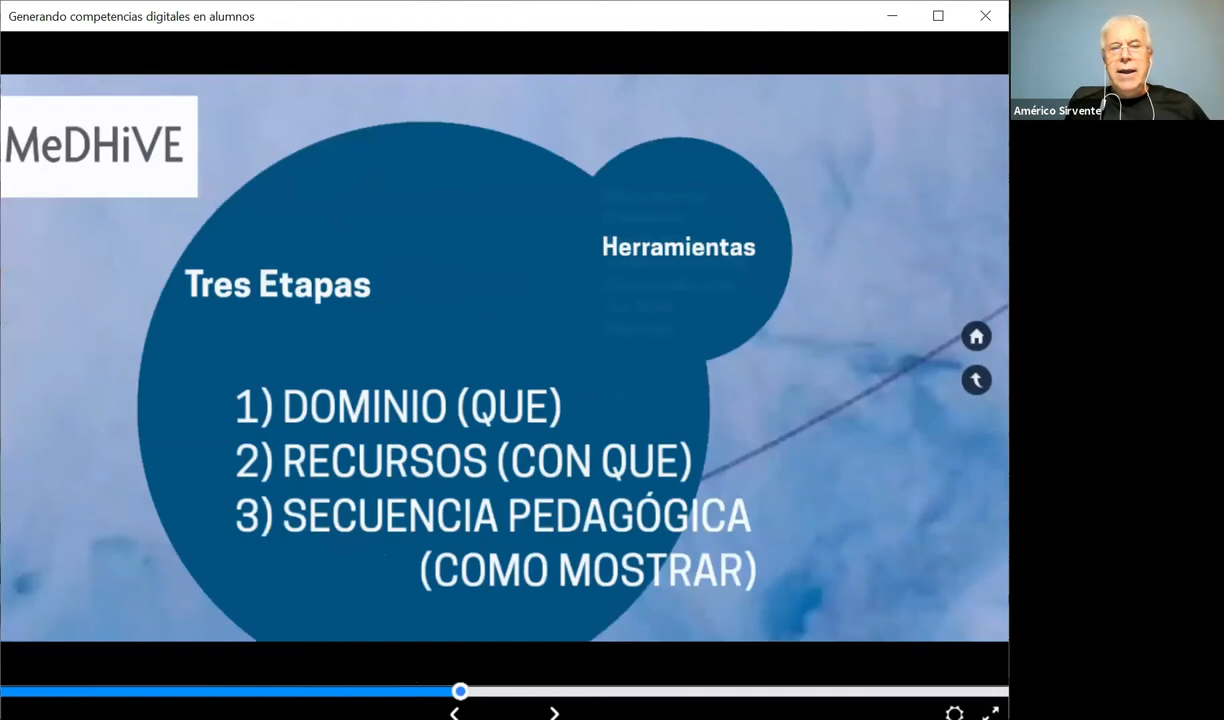 Generando competencias digitales en alumnos
MeDHiVE
Herramientas
Tres Etapas
1) DOMINIO (QUE)
2) RECURSOS (CON QUE)
3) SECUENCIA PEDAGÓGICA
(COMO MOSTRAR)
Américo Sirvente